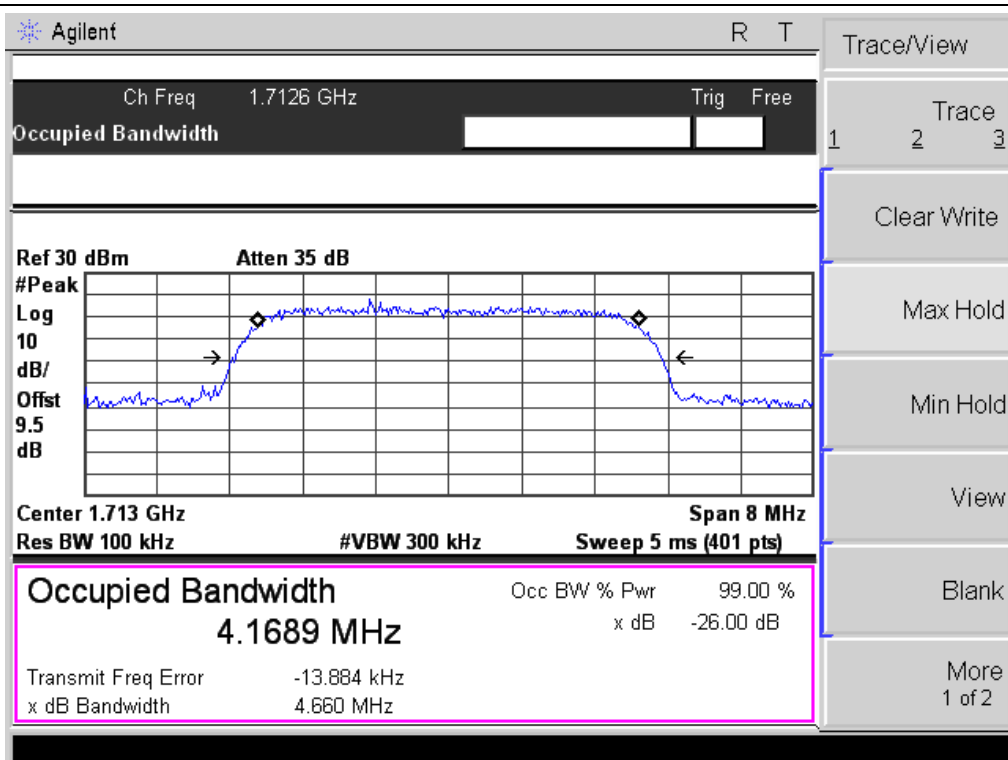 Agilent R T
Ch Freq 1.7126 GHz Trig Free
Occupied Bandwidth
Ref 30 dBm Atten 35 dB
#Peak
Log
10
dB/
Offst
9.5
dB
Center 1.713 GHz Span 8 MHz
Res BW 100 kHz #VBW 300 kHz Sweep 5 ms (401 pts)
Occupied Bandwidth
4.1689 MHz
Occ BW % Pwr 99.00 %
x dB -26.00 dB
Transmit Freq Error -13.884 kHz
x dB Bandwidth 4.660 MHz
Trace/View
Trace
1 2 3
Clear Write
Max Hold
Min Hold
View
Blank
More
1 of 2